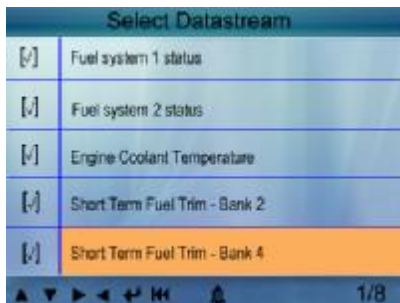 Select Datastream
[√] Fuel system 1 status
[√] Fuel system 2 status
[√] Engine Coolant Temperature
[√] Short Term Fuel Trim - Bank 2
[√] Short Term Fuel Trim - Bank 4
1/8